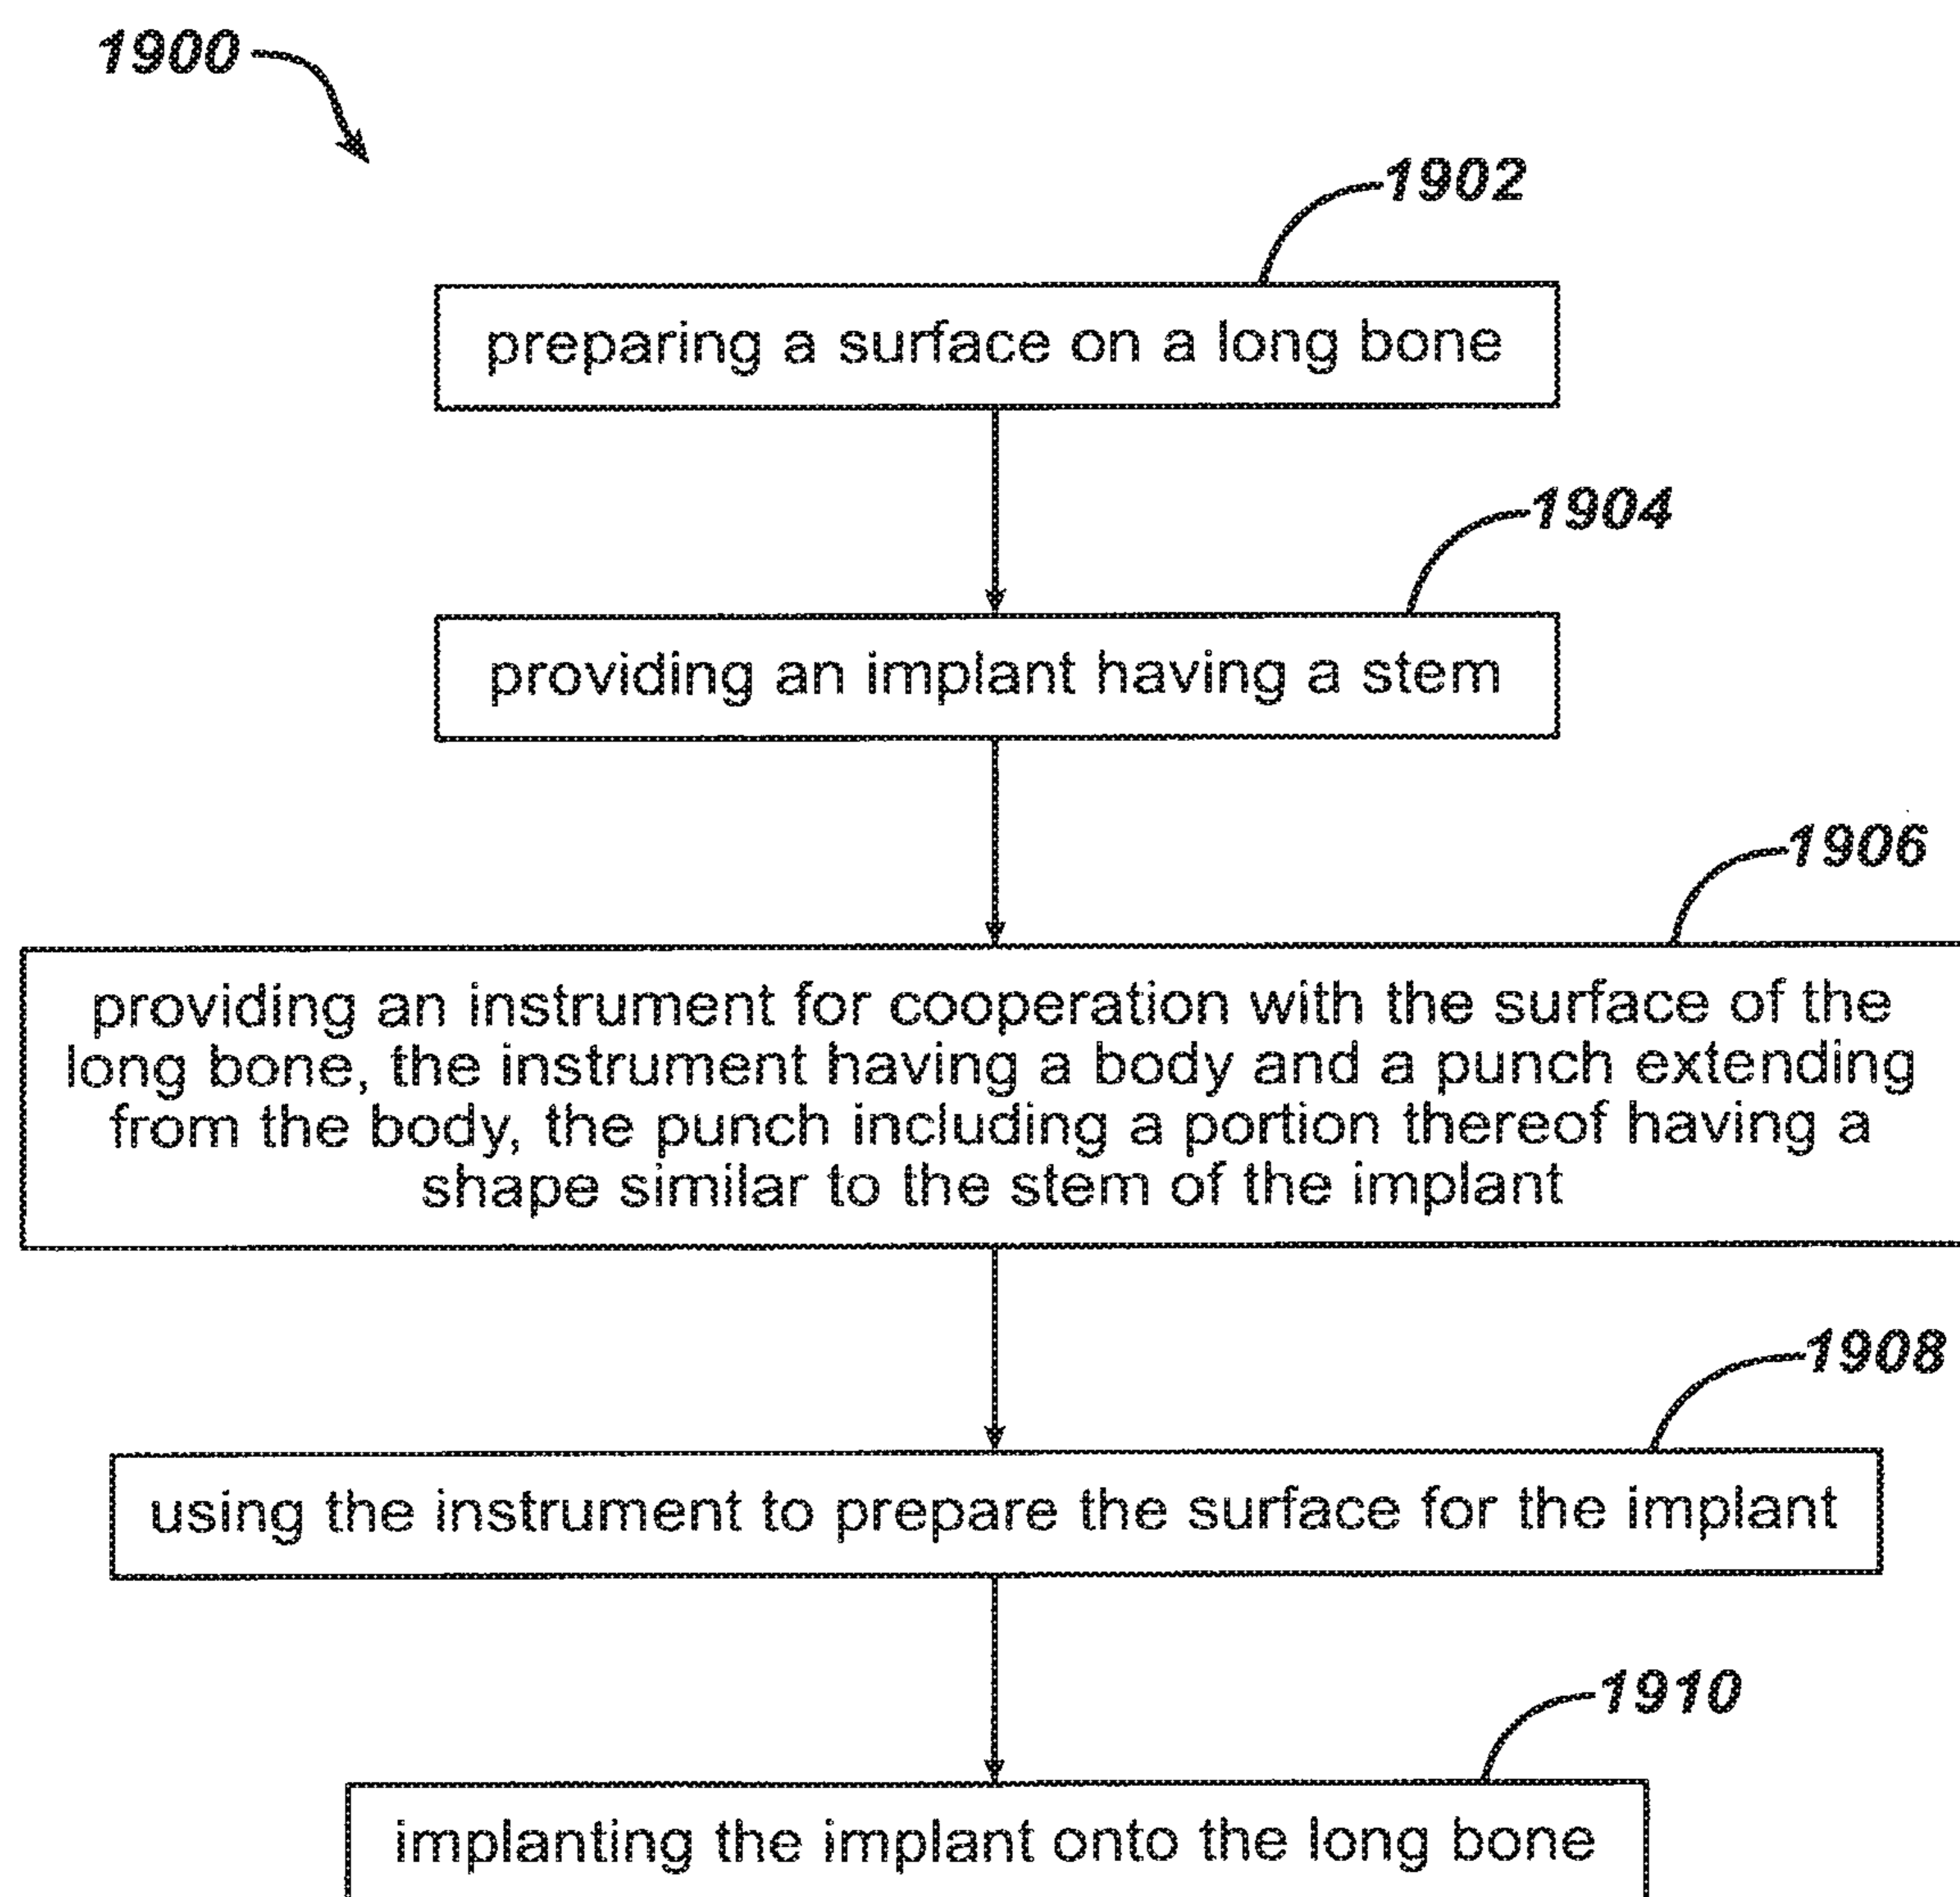 1900
1902
preparing a surface on a long bone
1904
providing an implant having a stem
1906
providing an instrument for cooperation with the surface of the
long bone, the instrument having a body and a punch extending
from the body, the punch including a portion thereof having a
shape similar to the stem of the implant
1908
using the instrument to prepare the surface for the implant
1910
implanting the implant onto the long bone